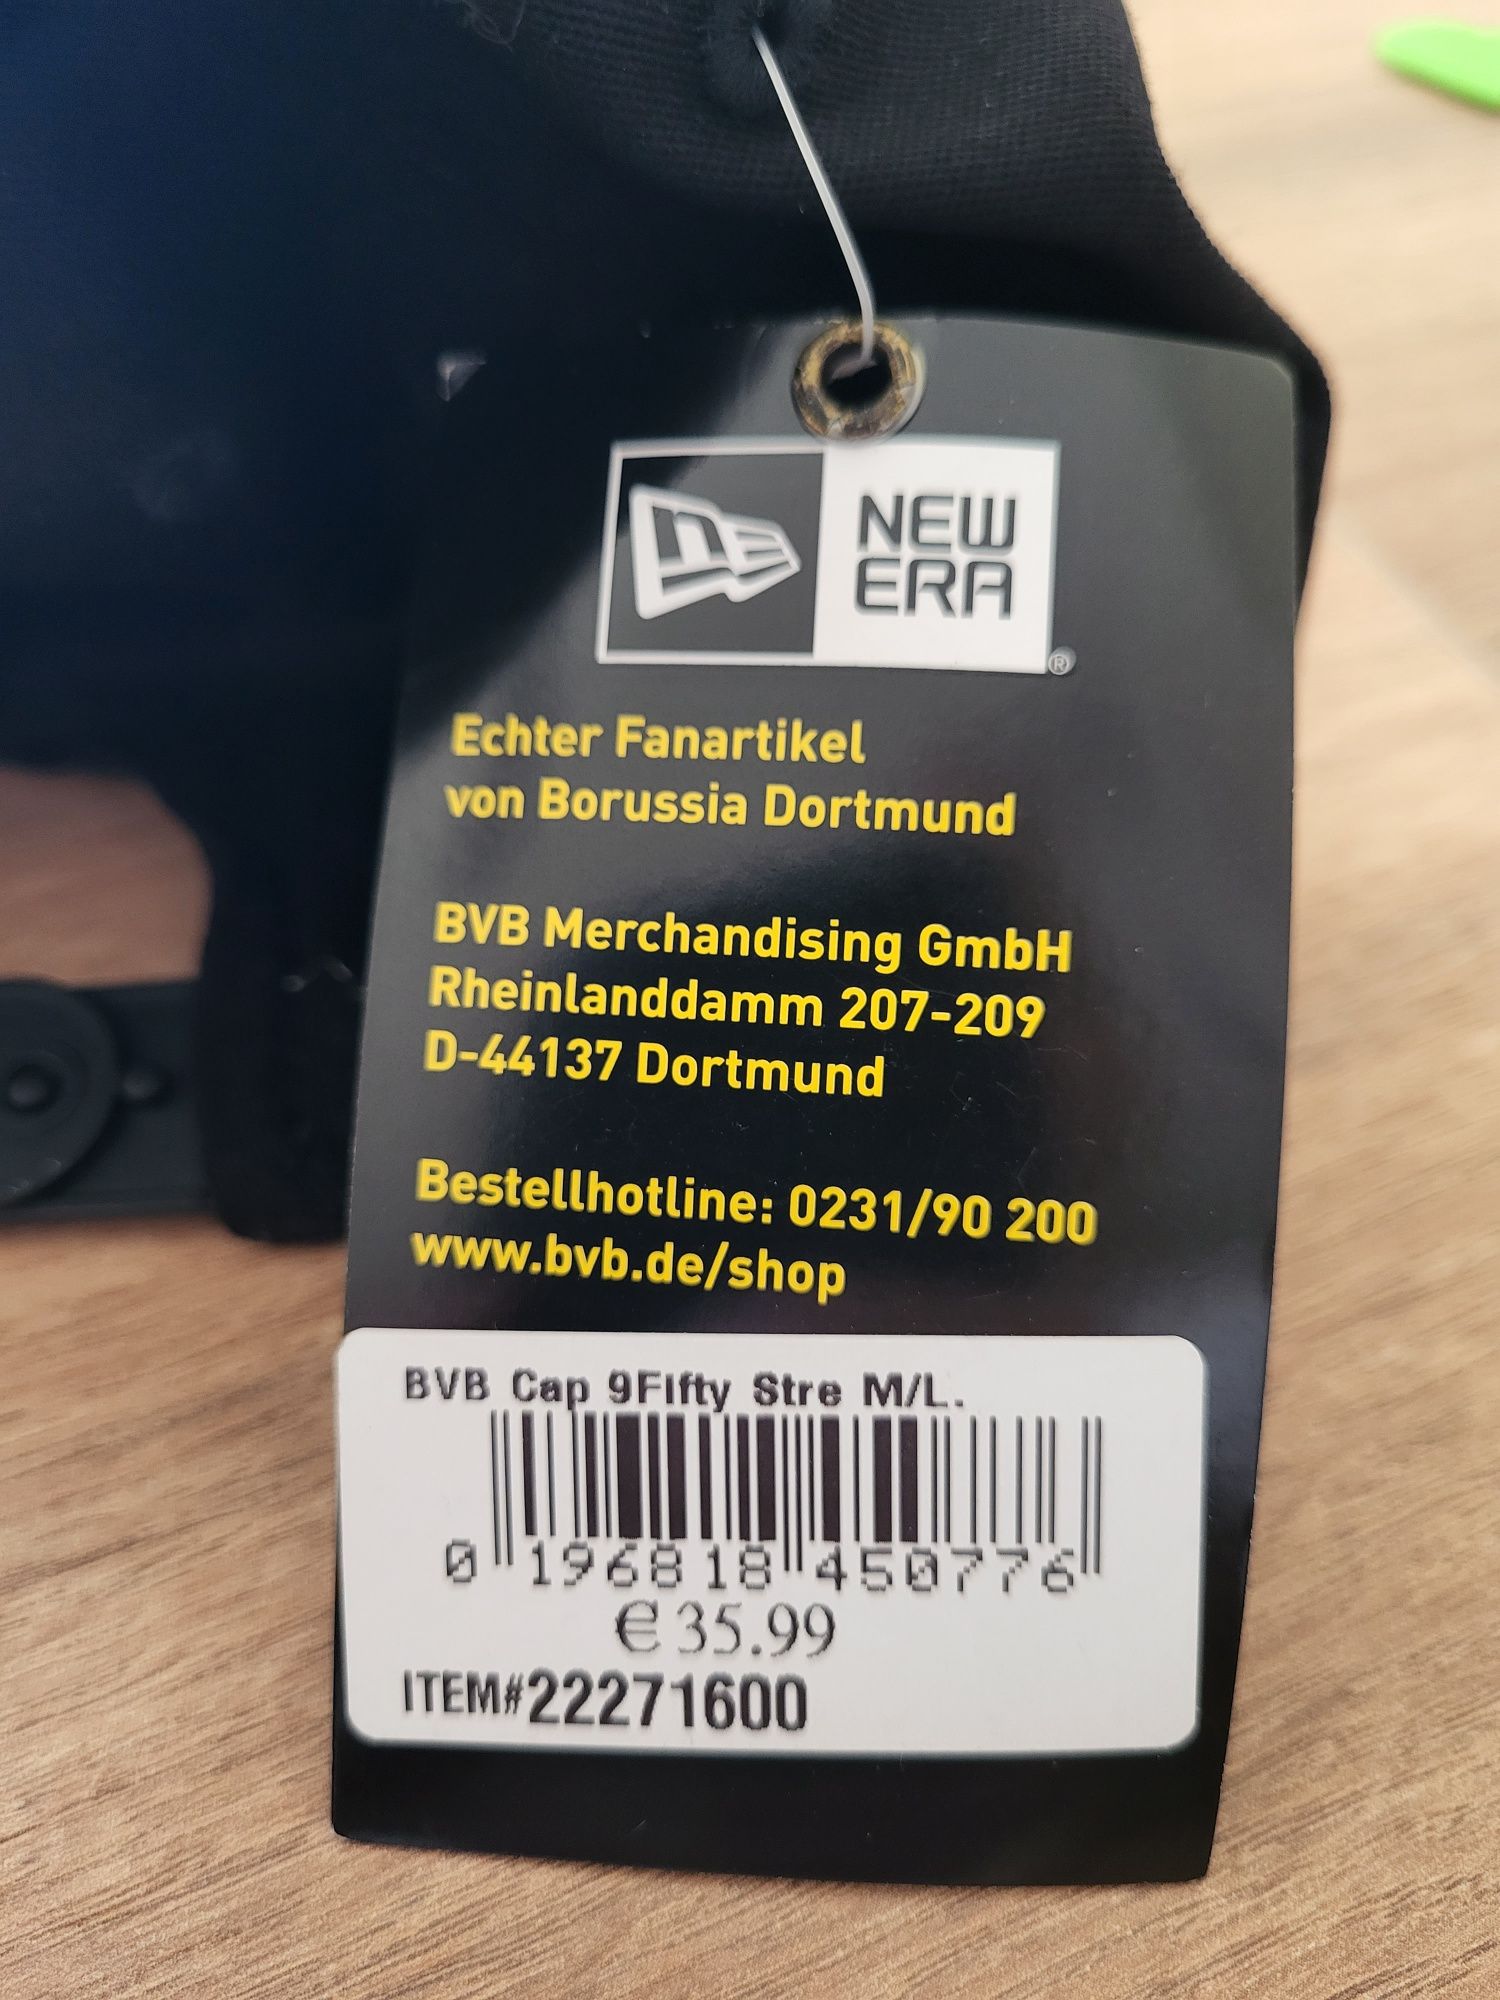 NEW
ERA
®
Echter Fanartikel
von Borussia Dortmund
BVB Merchandising GmbH
Rheinlanddamm 207-209
D-44137 Dortmund
Bestellhotline: 0231/90 200
www.bvb.de/shop
BVB Cap 9Fifty Stre M/L.
0 196818 450776
€35.99
ITEM#22271600